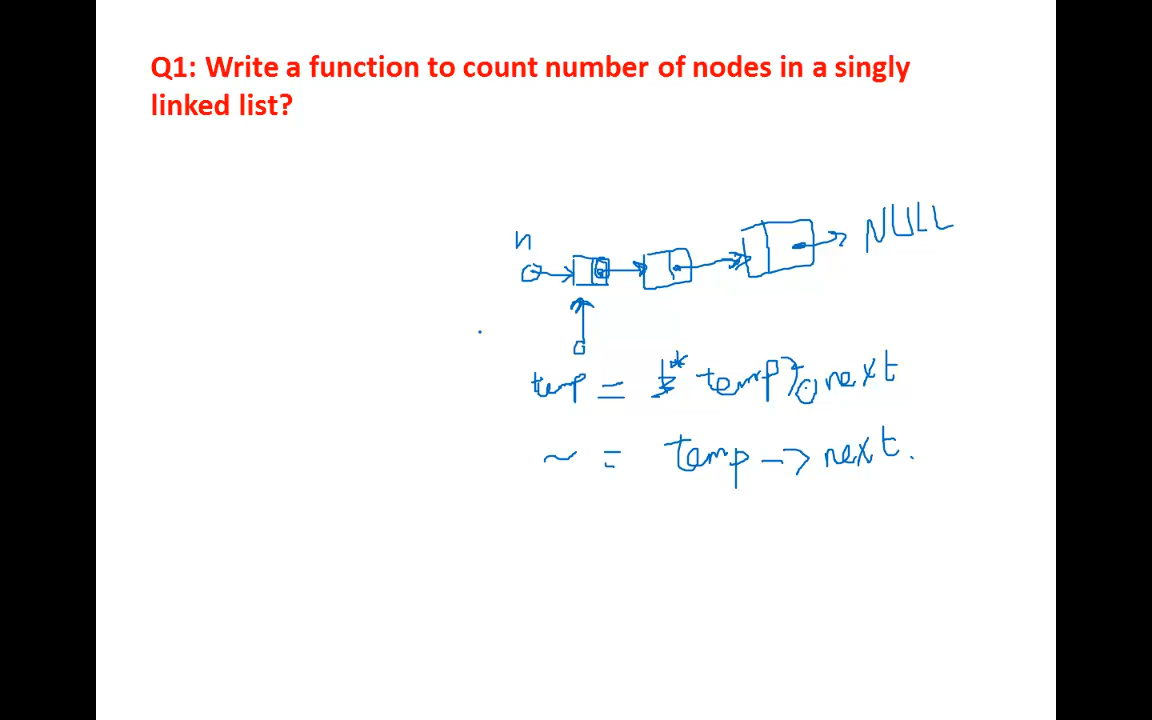 Q1: Write a function to count number of nodes in a singly
linked list?
h
NULL
temp = * temp). next
~ = temp -> next.